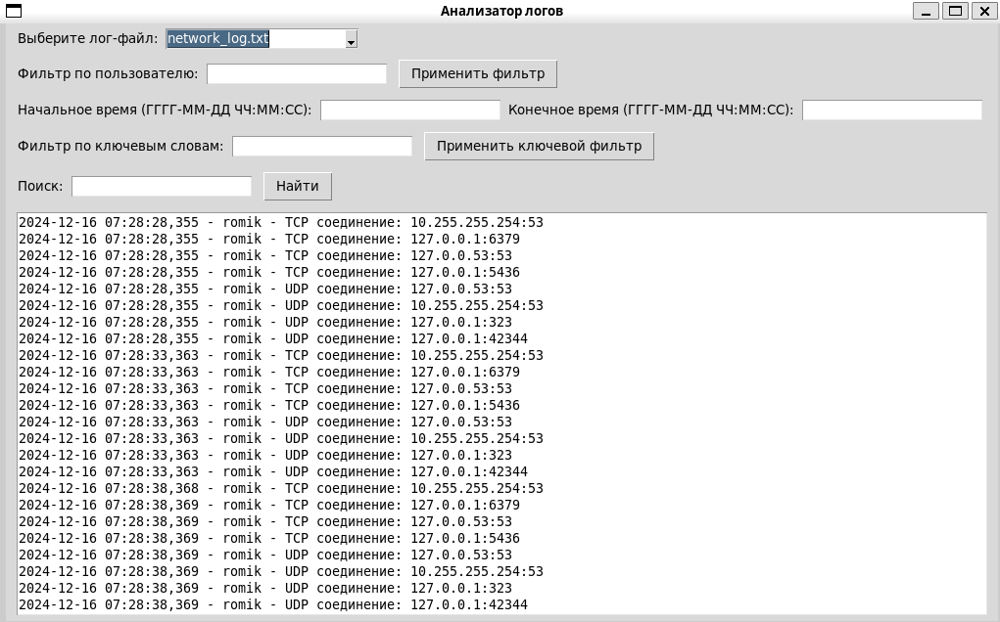 Анализатор логов
Выберите лог-файл: network_log.txt
Фильтр по пользователю: Применить фильтр
Начальное время (ГГГГ-ММ-ДД ЧЧ:ММ:СС): Конечное время (ГГГГ-ММ-ДД ЧЧ:ММ:СС):
Фильтр по ключевым словам: Применить ключевой фильтр
Поиск: Найти
2024-12-16 07:28:28,355 - romik - TCP соединение: 10.255.255.254:53
2024-12-16 07:28:28,355 - romik - TCP соединение: 127.0.0.1:6379
2024-12-16 07:28:28,355 - romik - TCP соединение: 127.0.0.53:53
2024-12-16 07:28:28,355 - romik - TCP соединение: 127.0.0.1:5436
2024-12-16 07:28:28,355 - romik - UDP соединение: 127.0.0.53:53
2024-12-16 07:28:28,355 - romik - UDP соединение: 10.255.255.254:53
2024-12-16 07:28:28,355 - romik - UDP соединение: 127.0.0.1:323
2024-12-16 07:28:28,355 - romik - UDP соединение: 127.0.0.1:42344
2024-12-16 07:28:33,363 - romik - TCP соединение: 10.255.255.254:53
2024-12-16 07:28:33,363 - romik - TCP соединение: 127.0.0.1:6379
2024-12-16 07:28:33,363 - romik - TCP соединение: 127.0.0.53:53
2024-12-16 07:28:33,363 - romik - TCP соединение: 127.0.0.1:5436
2024-12-16 07:28:33,363 - romik - UDP соединение: 127.0.0.53:53
2024-12-16 07:28:33,363 - romik - UDP соединение: 10.255.255.254:53
2024-12-16 07:28:33,363 - romik - UDP соединение: 127.0.0.1:323
2024-12-16 07:28:33,363 - romik - UDP соединение: 127.0.0.1:42344
2024-12-16 07:28:38,368 - romik - TCP соединение: 10.255.255.254:53
2024-12-16 07:28:38,369 - romik - TCP соединение: 127.0.0.1:6379
2024-12-16 07:28:38,369 - romik - TCP соединение: 127.0.0.53:53
2024-12-16 07:28:38,369 - romik - TCP соединение: 127.0.0.1:5436
2024-12-16 07:28:38,369 - romik - UDP соединение: 127.0.0.53:53
2024-12-16 07:28:38,369 - romik - UDP соединение: 10.255.255.254:53
2024-12-16 07:28:38,369 - romik - UDP соединение: 127.0.0.1:323
2024-12-16 07:28:38,369 - romik - UDP соединение: 127.0.0.1:42344